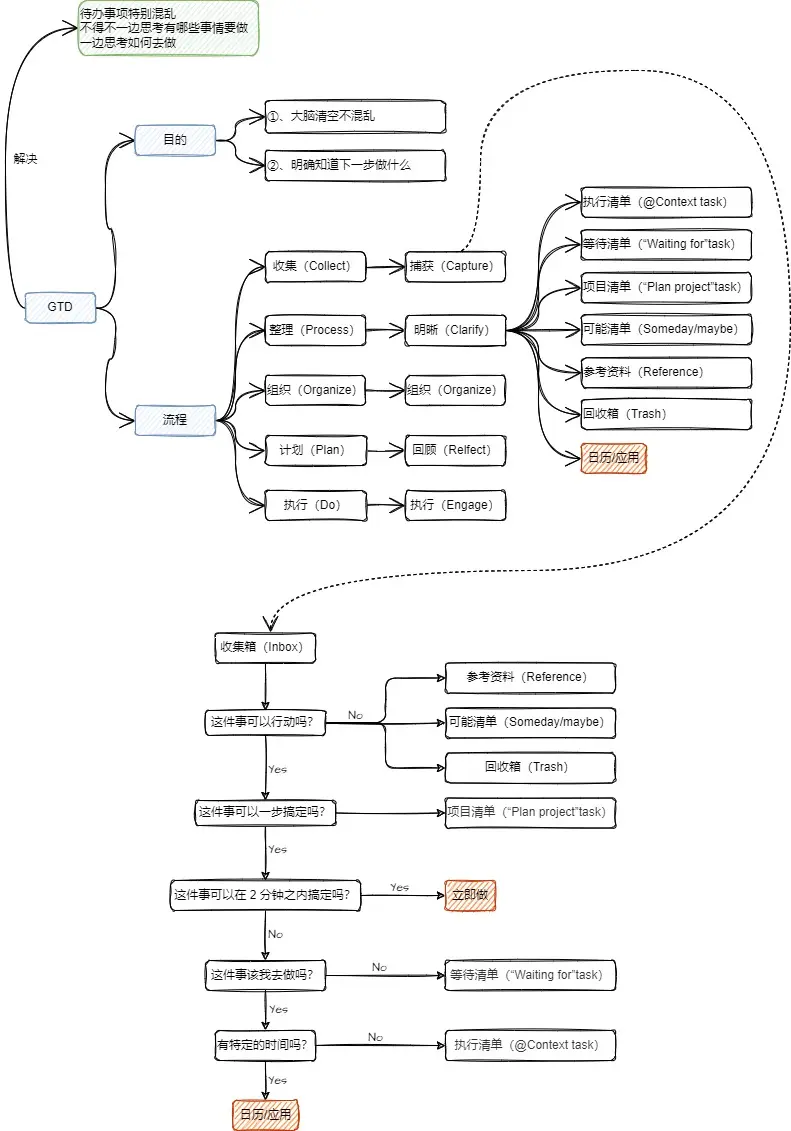 待办事项特别混乱
不得不一边思考有哪些事情要做
一边思考如何去做
解决
GTD
目的
①、大脑清空不混乱
②、明确知道下一步做什么
流程
收集（Collect）
捕获（Capture）
整理（Process）
明晰（Clarify）
组织（Organize）
组织（Organize）
计划（Plan）
回顾（Relfect）
执行（Do）
执行（Engage）
执行清单（@Context task）
等待清单（“Waiting for”task）
项目清单（“Plan project”task）
可能清单（Someday/maybe）
参考资料（Reference）
回收箱（Trash）
日历/应用
收集箱（Inbox）
这件事可以行动吗？
No
参考资料（Reference）
可能清单（Someday/maybe）
回收箱（Trash）
Yes
这件事可以一步搞定吗？
项目清单（“Plan project”task）
Yes
这件事可以在 2 分钟之内搞定吗？
Yes
立即做
No
这件事该我去做吗？
No
等待清单（“Waiting for”task）
Yes
有特定的时间吗？
No
执行清单（@Context task）
Yes
日历/应用